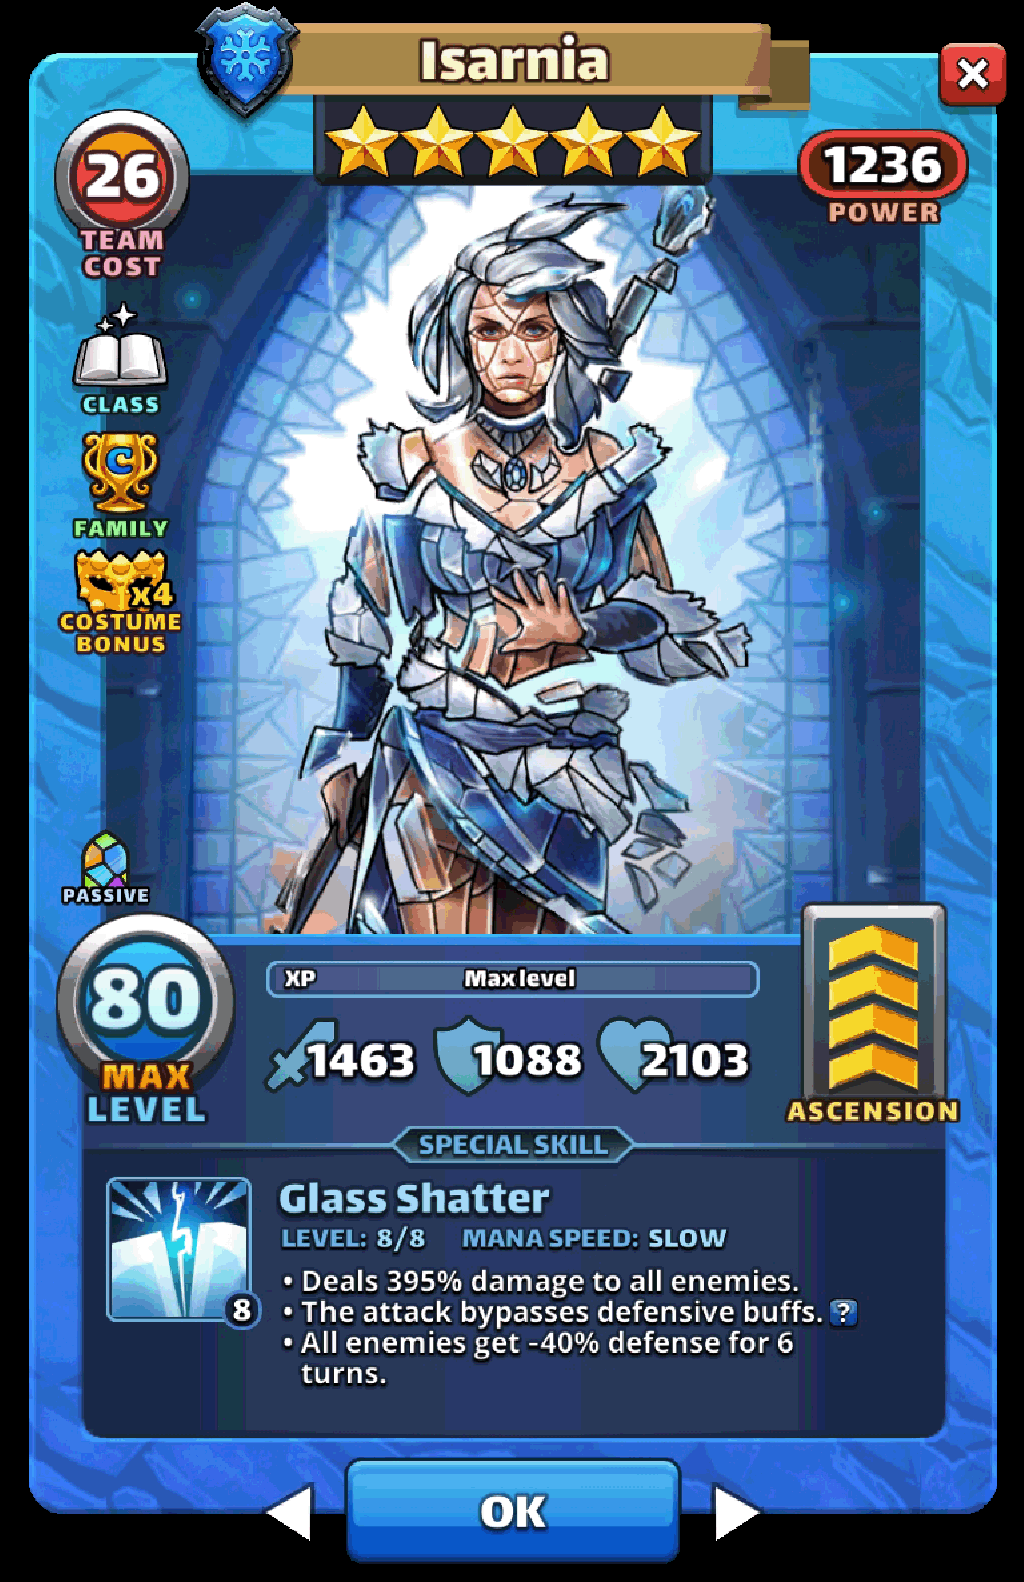 Isarnia
26
TEAM
COST
1236
POWER
CLASS
C
FAMILY
x4
COSTUME
BONUS
PASSIVE
80
MAX
LEVEL
XP Max level
1463 1088 2103
ASCENSION
SPECIAL SKILL
Glass Shatter
LEVEL: 8/8 MANA SPEED: SLOW
8
• Deals 395% damage to all enemies.
• The attack bypasses defensive buffs. ?
• All enemies get -40% defense for 6
turns.
OK